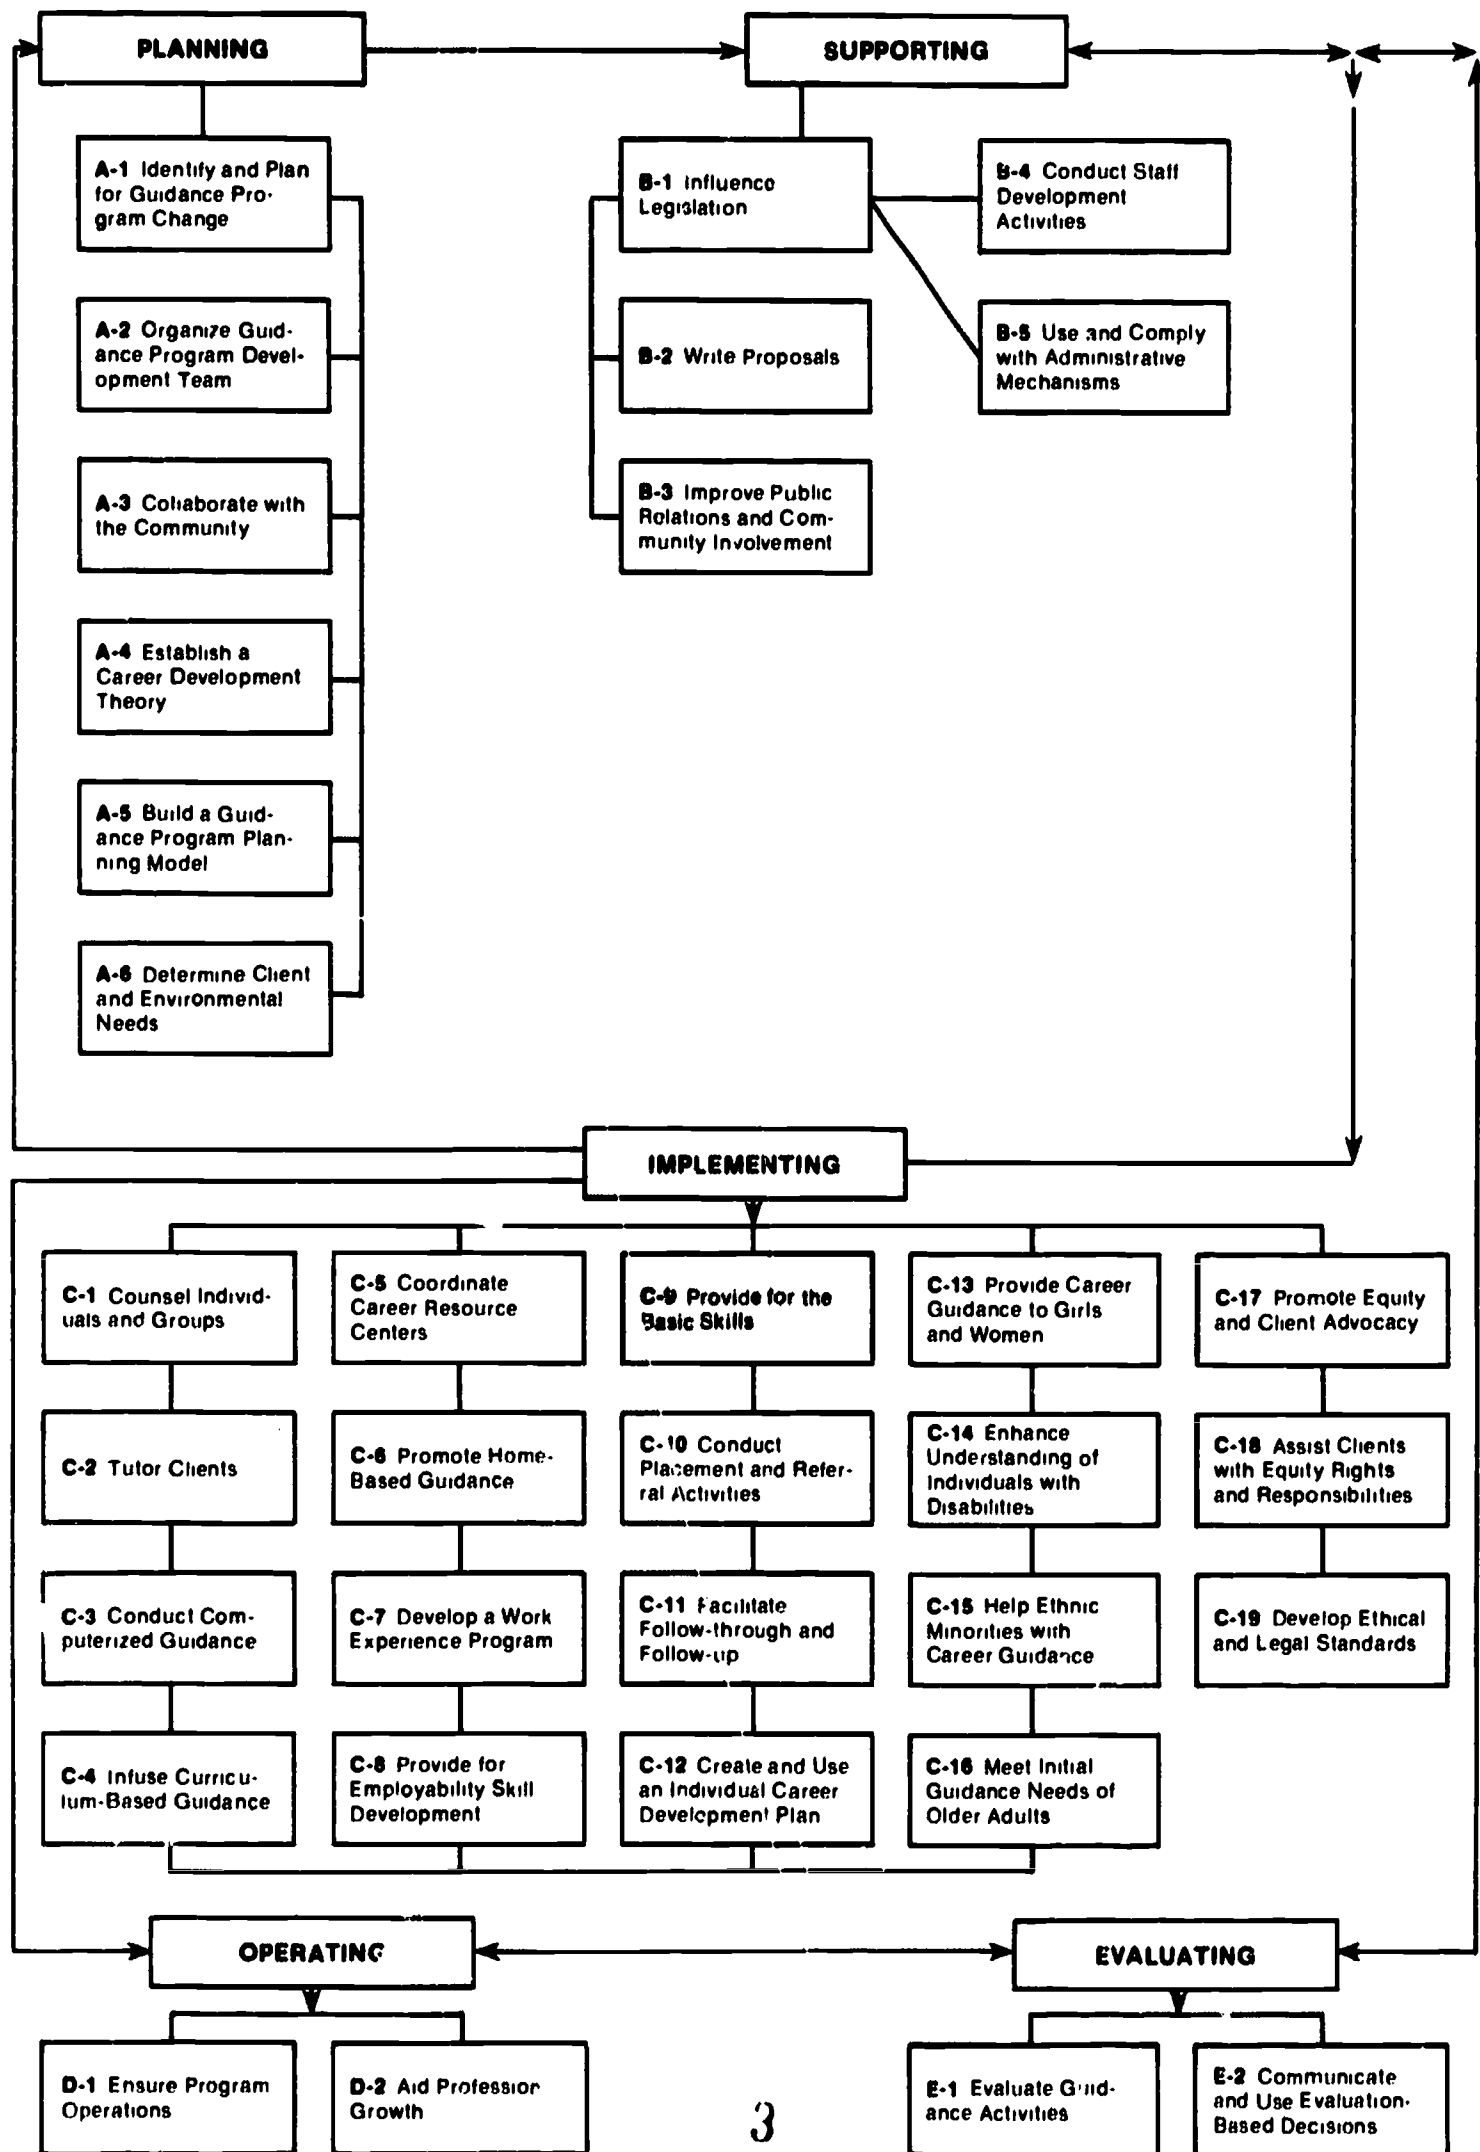 PLANNING
SUPPORTING
A-1 Identify and Plan
for Guidance Pro-
gram Change
A-2 Organize Guid-
ance Program Devel-
opment Team
A-3 Collaborate with
the Community
A-4 Establish a
Career Development
Theory
A-5 Build a Guid-
ance Program Plan-
ning Model
A-6 Determine Client
and Environmental
Needs
B-1 Influence
Legislation
B-2 Write Proposals
B-3 Improve Public
Relations and Com-
munity Involvement
B-4 Conduct Staff
Development
Activities
B-5 Use and Comply
with Administrative
Mechanisms
IMPLEMENTING
C-1 Counsel Individ-
uals and Groups
C-2 Tutor Clients
C-3 Conduct Com-
puterized Guidance
C-4 Infuse Curricu-
lum-Based Guidance
C-5 Coordinate
Career Resource
Centers
C-6 Promote Home-
Based Guidance
C-7 Develop a Work
Experience Program
C-8 Provide for
Employability Skill
Development
C-9 Provide for the
Basic Skills
C-10 Conduct
Placement and Refer-
ral Activities
C-11 Facilitate
Follow-through and
Follow-up
C-12 Create and Use
an Individual Career
Development Plan
C-13 Provide Career
Guidance to Girls
and Women
C-14 Enhance
Understanding of
Individuals with
Disabilities
C-15 Help Ethnic
Minorities with
Career Guidance
C-16 Meet Initial
Guidance Needs of
Older Adults
C-17 Promote Equity
and Client Advocacy
C-18 Assist Clients
with Equity Rights
and Responsibilities
C-19 Develop Ethical
and Legal Standards
OPERATING
EVALUATING
D-1 Ensure Program
Operations
D-2 Aid Profession
Growth
E-1 Evaluate Guid-
ance Activities
E-2 Communicate
and Use Evaluation-
Based Decisions
3